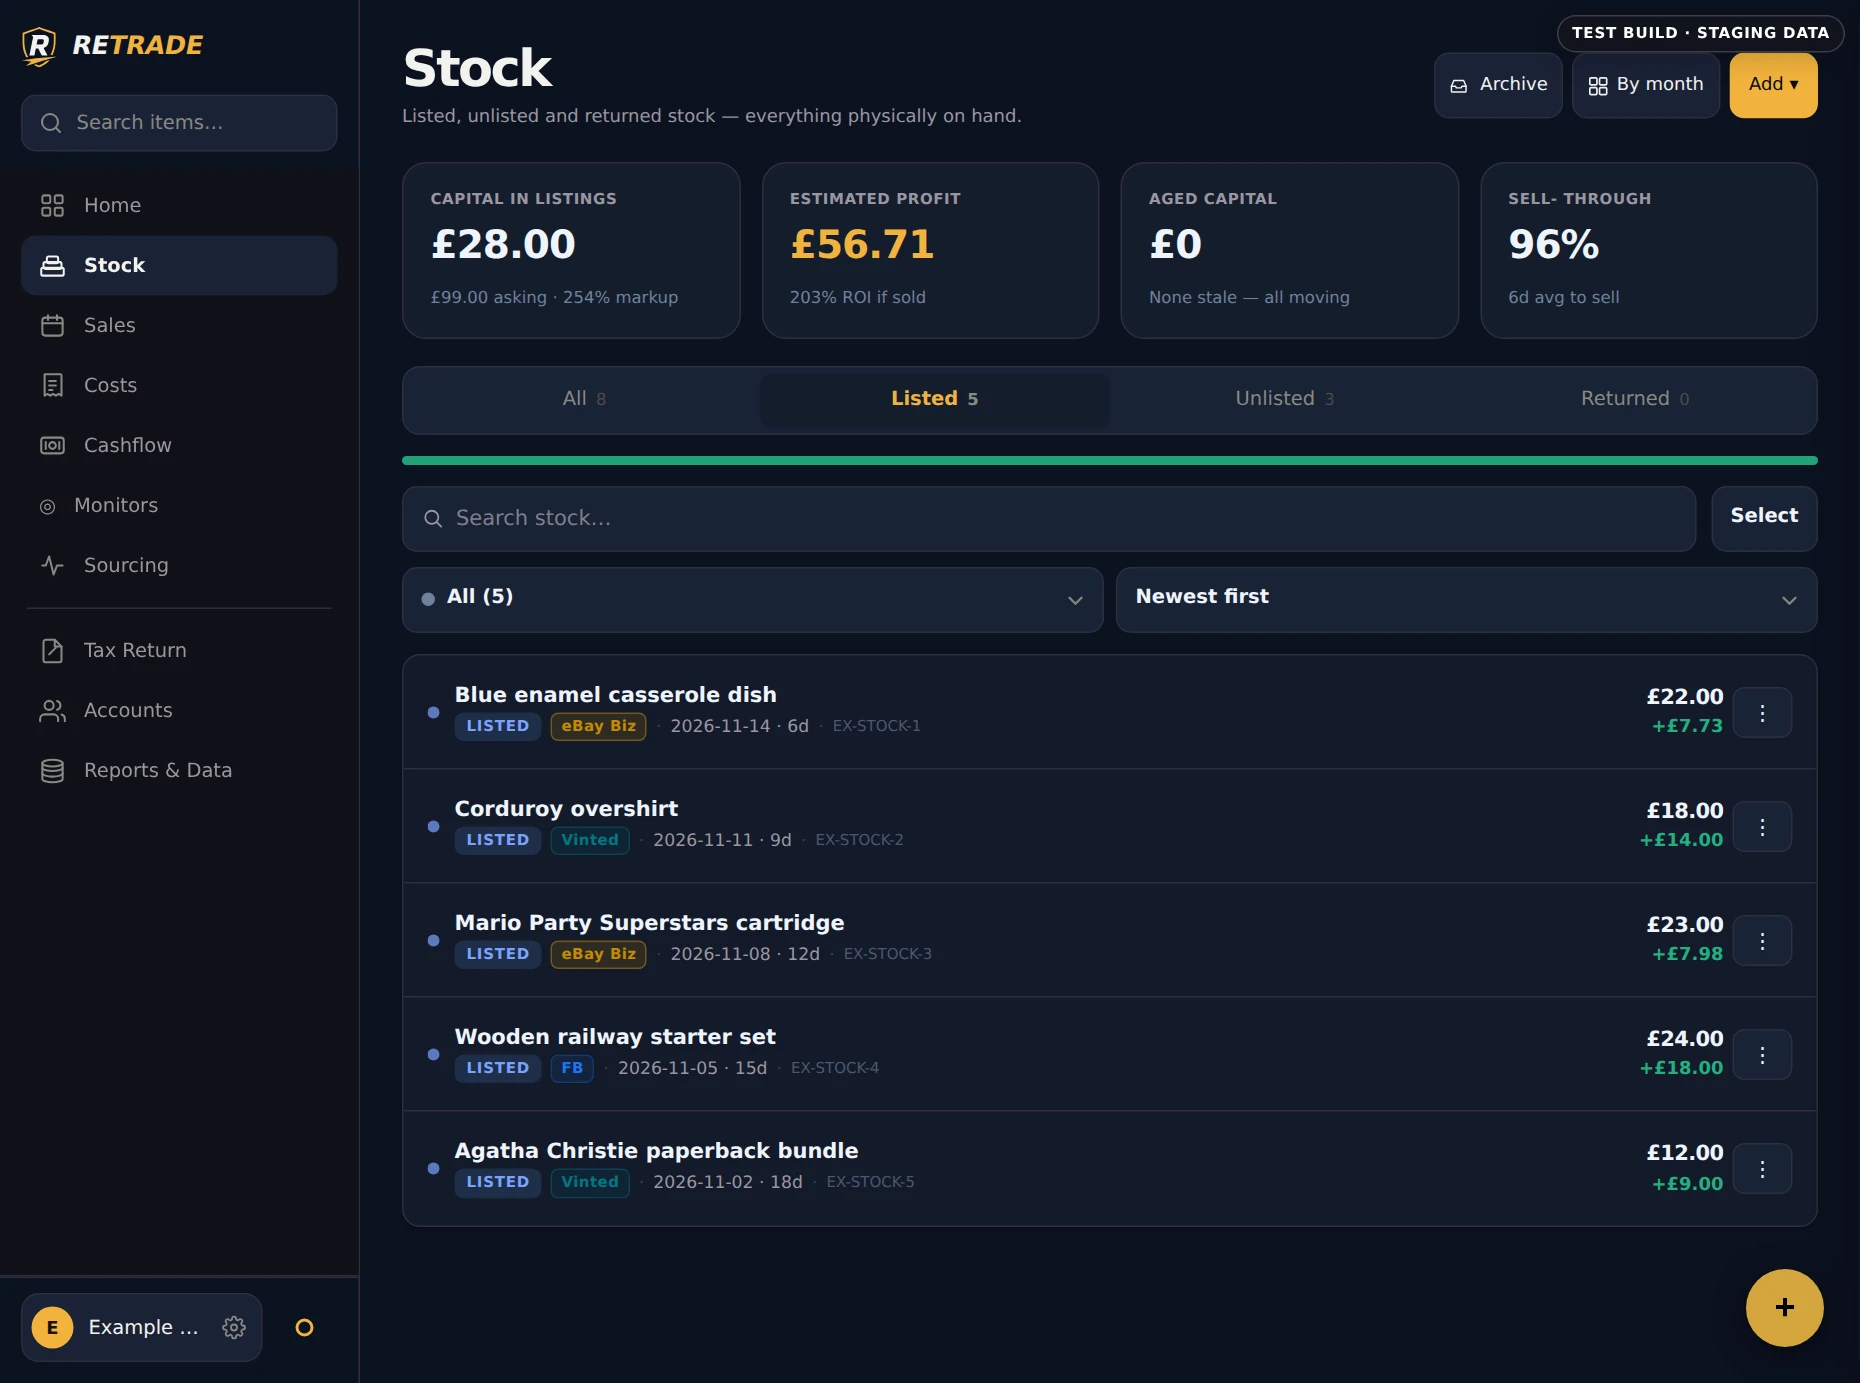 RETRADE
Search items...
Home
Stock
Sales
Costs
Cashflow
Monitors
Sourcing
Tax Return
Accounts
Reports & Data
E Example ...
TEST BUILD · STAGING DATA
Stock
Listed, unlisted and returned stock — everything physically on hand.
Archive
By month
Add ▾
CAPITAL IN LISTINGS
£28.00
£99.00 asking · 254% markup
ESTIMATED PROFIT
£56.71
203% ROI if sold
AGED CAPITAL
£0
None stale — all moving
SELL- THROUGH
96%
6d avg to sell
All 8
Listed 5
Unlisted 3
Returned 0
Search stock...
Select
All (5)
Newest first
Blue enamel casserole dish
LISTED eBay Biz · 2026-11-14 · 6d · EX-STOCK-1
£22.00
+£7.73
Corduroy overshirt
LISTED Vinted · 2026-11-11 · 9d · EX-STOCK-2
£18.00
+£14.00
Mario Party Superstars cartridge
LISTED eBay Biz · 2026-11-08 · 12d · EX-STOCK-3
£23.00
+£7.98
Wooden railway starter set
LISTED FB · 2026-11-05 · 15d · EX-STOCK-4
£24.00
+£18.00
Agatha Christie paperback bundle
LISTED Vinted · 2026-11-02 · 18d · EX-STOCK-5
£12.00
+£9.00
+